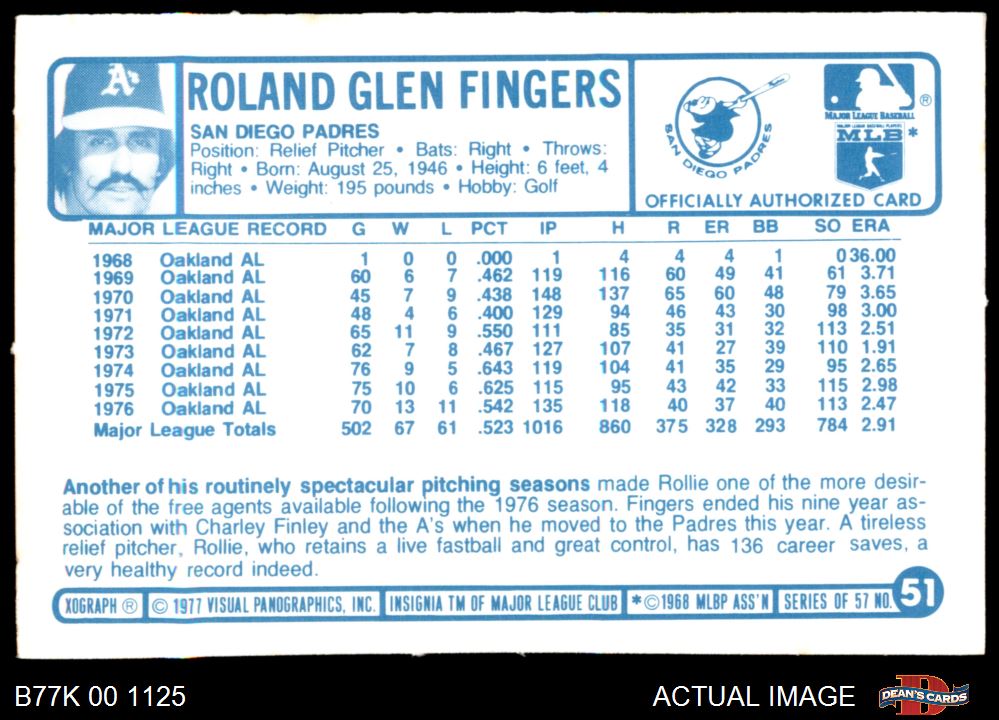 A's
ROLAND GLEN FINGERS
SAN DIEGO PADRES
Position: Relief Pitcher • Bats: Right • Throws:
Right • Born: August 25, 1946 • Height: 6 feet, 4
inches • Weight: 195 pounds • Hobby: Golf
SAN DIEGO PADRES
®
MAJOR LEAGUE BASEBALL
MAJOR LEAGUE BASEBALL PLAYERS
MLB *
OFFICIALLY AUTHORIZED CARD
MAJOR LEAGUE RECORD G W L PCT IP H R ER BB SO ERA
1968 Oakland AL 1 0 0 .000 1 4 4 4 1 0 36.00
1969 Oakland AL 60 6 7 .462 119 116 60 49 41 61 3.71
1970 Oakland AL 45 7 9 .438 148 137 65 60 48 79 3.65
1971 Oakland AL 48 4 6 .400 129 94 46 43 30 98 3.00
1972 Oakland AL 65 11 9 .550 111 85 35 31 32 113 2.51
1973 Oakland AL 62 7 8 .467 127 107 41 27 39 110 1.91
1974 Oakland AL 76 9 5 .643 119 104 41 35 29 95 2.65
1975 Oakland AL 75 10 6 .625 115 95 43 42 33 115 2.98
1976 Oakland AL 70 13 11 .542 135 118 40 37 40 113 2.47
Major League Totals 502 67 61 .523 1016 860 375 328 293 784 2.91
Another of his routinely spectacular pitching seasons made Rollie one of the more desir-
able of the free agents available following the 1976 season. Fingers ended his nine year as-
sociation with Charley Finley and the A's when he moved to the Padres this year. A tireless
relief pitcher, Rollie, who retains a live fastball and great control, has 136 career saves, a
very healthy record indeed.
XOGRAPH ® © 1977 VISUAL PANOGRAPHICS, INC. INSIGNIA TM OF MAJOR LEAGUE CLUB *©1968 MLBP ASS'N SERIES OF 57 NO. 51
B77K 00 1125
ACTUAL IMAGE
DEAN'S CARDS